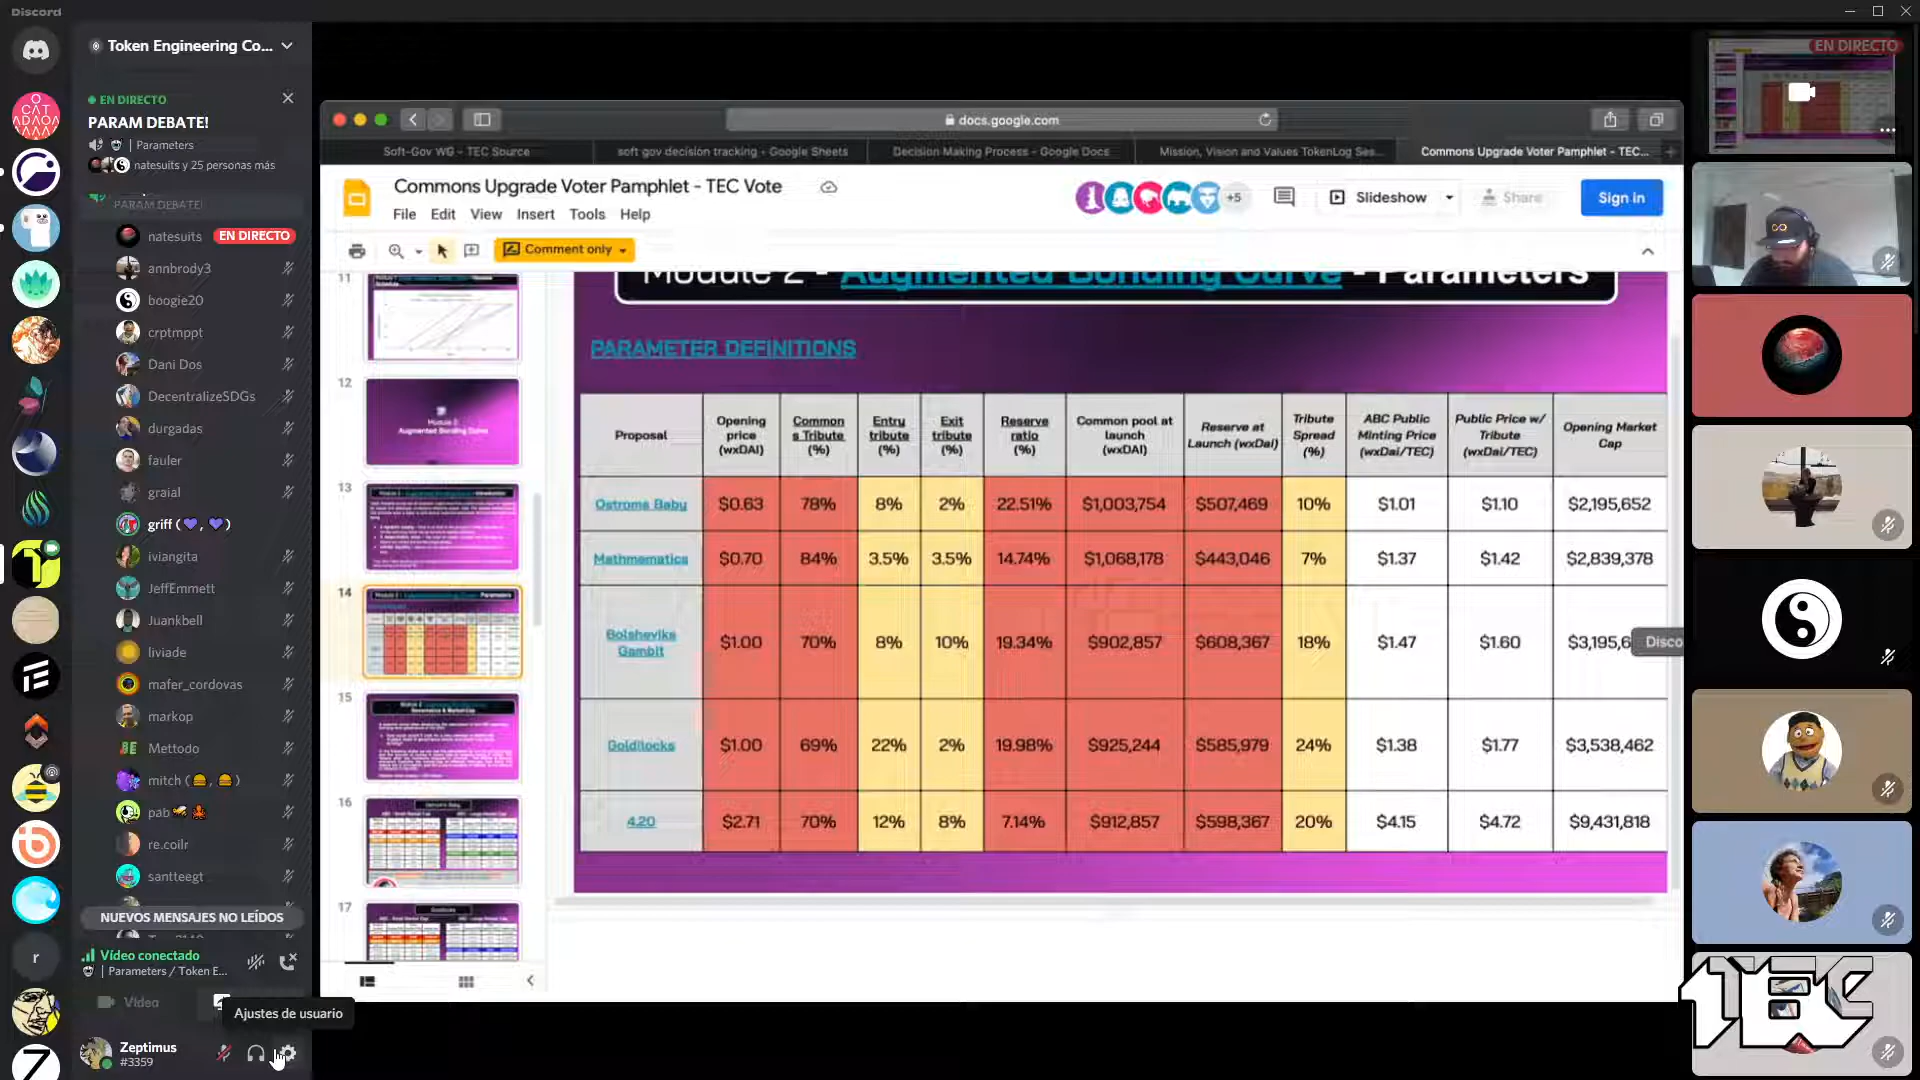 Discord
Token Engineering Co...
EN DIRECTO
PARAM DEBATE!
| Parameters
natesuits y 25 personas más
PARAM DEBATE!
natesuits EN DIRECTO
annbrody3
boogie20
crptmppt
Dani Dos
DecentralizeSDGs
durgadas
fauler
graial
griff (💜, 💜)
iviangita
JeffEmmett
Juankbell
liviade
mafer_cordovas
markop
Mettodo
mitch (🍔, 🍔)
pab 🐝 🐙
re.coilr
santteegt
NUEVOS MENSAJES NO LEÍDOS
Vídeo conectado
| Parameters / Token E...
Vídeo
Ajustes de usuario
Zeptimus
#3359
r
docs.google.com
Soft-Gov WG - TEC Source
soft gov decision tracking - Google Sheets
Decision Making Process - Google Docs
Mission, Vision and Values TokenLog Ses...
Commons Upgrade Voter Pamphlet - TEC...
Commons Upgrade Voter Pamphlet - TEC Vote
File Edit View Insert Tools Help
+5
Slideshow
Share
Sign in
Comment only
11
12
13
14
15
16
17
Module 2 - Augmented Bonding Curve - Parameters
PARAMETER DEFINITIONS
Proposal
Opening price (wxDAI)
Commons Tribute (%)
Entry tribute (%)
Exit tribute (%)
Reserve ratio (%)
Common pool at launch (wxDAI)
Reserve at Launch (wxDai)
Tribute Spread (%)
ABC Public Minting Price (wxDai/TEC)
Public Price w/ Tribute (wxDai/TEC)
Opening Market Cap
Ostroms Baby $0.63 78% 8% 2% 22.51% $1,003,754 $507,469 10% $1.01 $1.10 $2,195,652
Mathmematics $0.70 84% 3.5% 3.5% 14.74% $1,068,178 $443,046 7% $1.37 $1.42 $2,839,378
Bolsheviks Gambit $1.00 70% 8% 10% 19.34% $902,857 $608,367 18% $1.47 $1.60 $3,195,6
Disco
Goldilocks $1.00 69% 22% 2% 19.98% $925,244 $585,979 24% $1.38 $1.77 $3,538,462
4.20 $2.71 70% 12% 8% 7.14% $912,857 $598,367 20% $4.15 $4.72 $9,431,818
EN DIRECTO
TEC